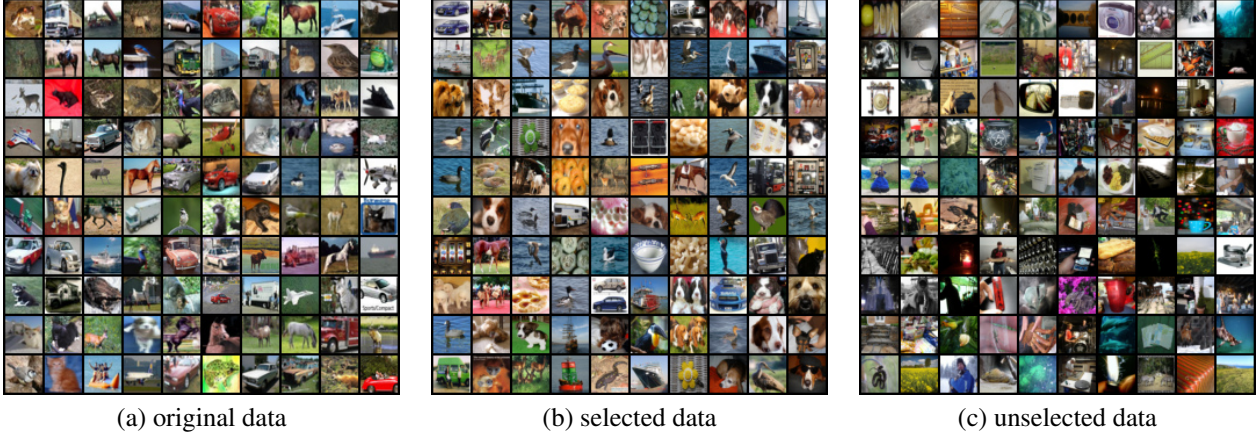 (a) original data
(b) selected data
(c) unselected data